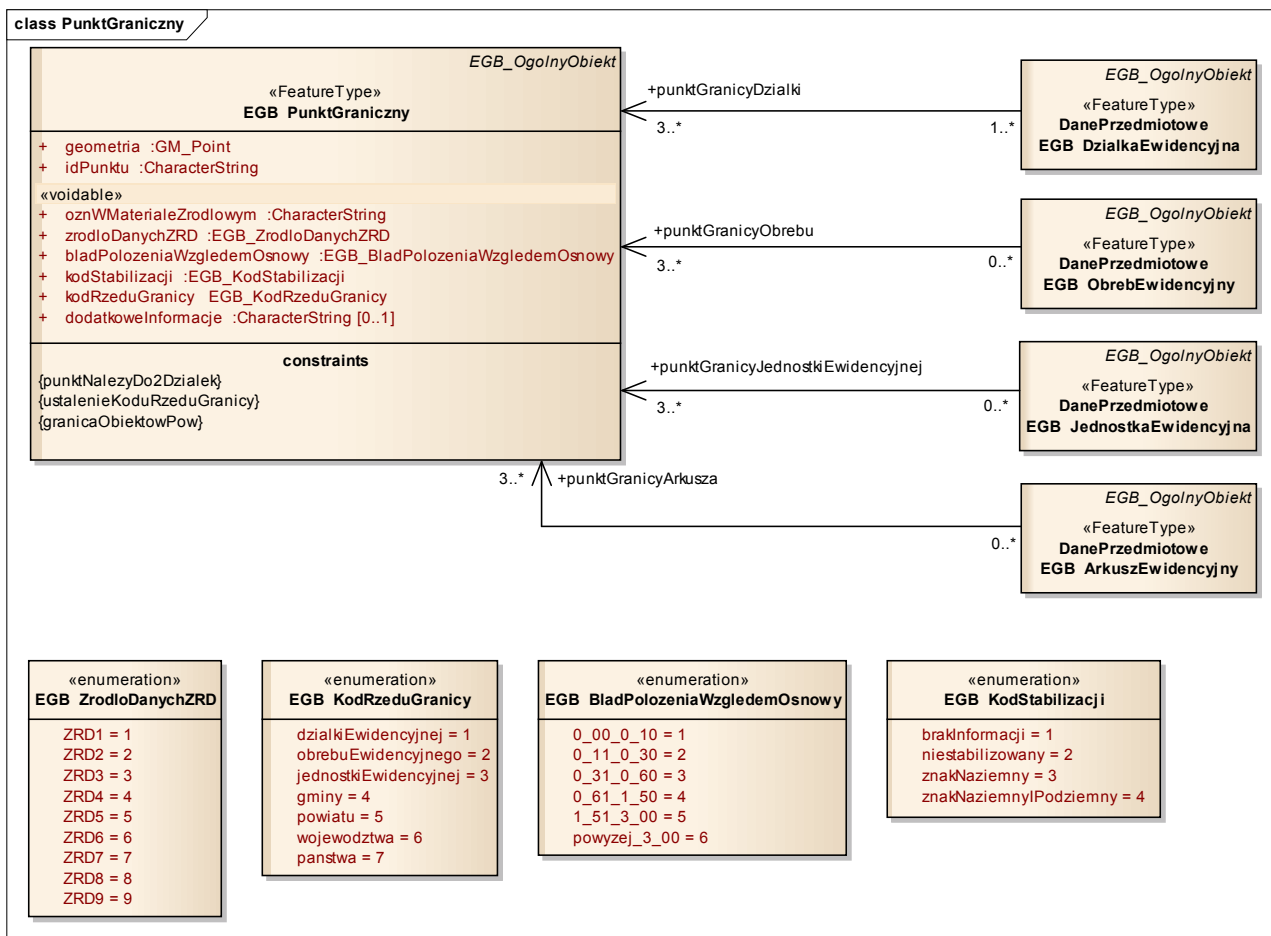 class PunktGraniczny
EGB_OgolnyObiekt
«FeatureType»
EGB PunktGraniczny
+ geometria :GM_Point
+ idPunktu :CharacterString
«voidable»
+ oznWMaterialeZrodlowym :CharacterString
+ zrodloDanychZRD :EGB_ZrodloDanychZRD
+ bladPolozeniaWzgledemOsnowy :EGB_BladPolozeniaWzgledemOsnowy
+ kodStabilizacji :EGB_KodStabilizacji
+ kodRzeduGranicy EGB_KodRzeduGranicy
+ dodatkoweInformacje :CharacterString [0..1]
constraints
{punktNalezyDo2Dzialek}
{ustalenieKoduRzeduGranicy}
{granicaObiektowPow}
+punktGranicyDzialki
3..*
1..*
EGB_OgolnyObiekt
«FeatureType»
DanePrzedmiotowe
EGB DzialkaEwidencyjna
+punktGranicyObrebu
3..*
0..*
EGB_OgolnyObiekt
«FeatureType»
DanePrzedmiotowe
EGB ObrebEwidencyjny
+punktGranicyJednostkiEwidencyjnej
3..*
0..*
EGB_OgolnyObiekt
«FeatureType»
DanePrzedmiotowe
EGB JednostkaEwidencyjna
3..*
+punktGranicyArkusza
0..*
EGB_OgolnyObiekt
«FeatureType»
DanePrzedmiotowe
EGB ArkuszEwidencyjny
«enumeration»
EGB ZrodloDanychZRD
ZRD1 = 1
ZRD2 = 2
ZRD3 = 3
ZRD4 = 4
ZRD5 = 5
ZRD6 = 6
ZRD7 = 7
ZRD8 = 8
ZRD9 = 9
«enumeration»
EGB KodRzeduGranicy
dzialkiEwidencyjnej = 1
obrebuEwidencyjnego = 2
jednostkiEwidencyjnej = 3
gminy = 4
powiatu = 5
wojewodztwa = 6
panstwa = 7
«enumeration»
EGB BladPolozeniaWzgledemOsnowy
0_00_0_10 = 1
0_11_0_30 = 2
0_31_0_60 = 3
0_61_1_50 = 4
1_51_3_00 = 5
powyzej_3_00 = 6
«enumeration»
EGB KodStabilizacji
brakInformacji = 1
niestabilizowany = 2
znakNaziemny = 3
znakNaziemnyIPodziemny = 4